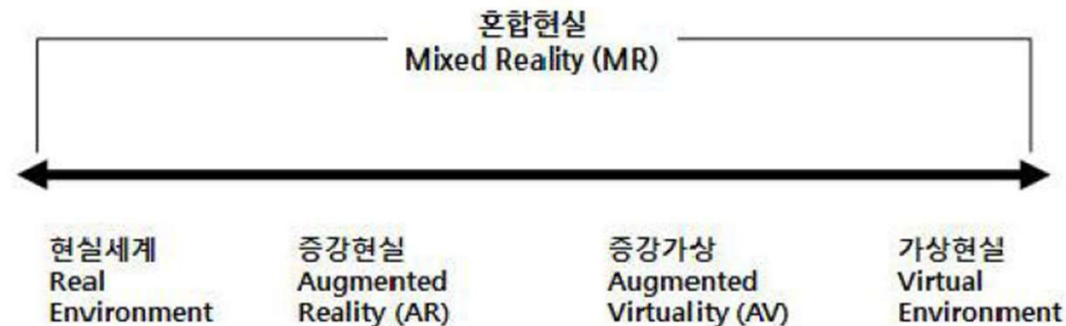 혼합현실
Mixed Reality (MR)
현실세계
Real
Environment
증강현실
Augmented
Reality (AR)
증강가상
Augmented
Virtuality (AV)
가상현실
Virtual
Environment